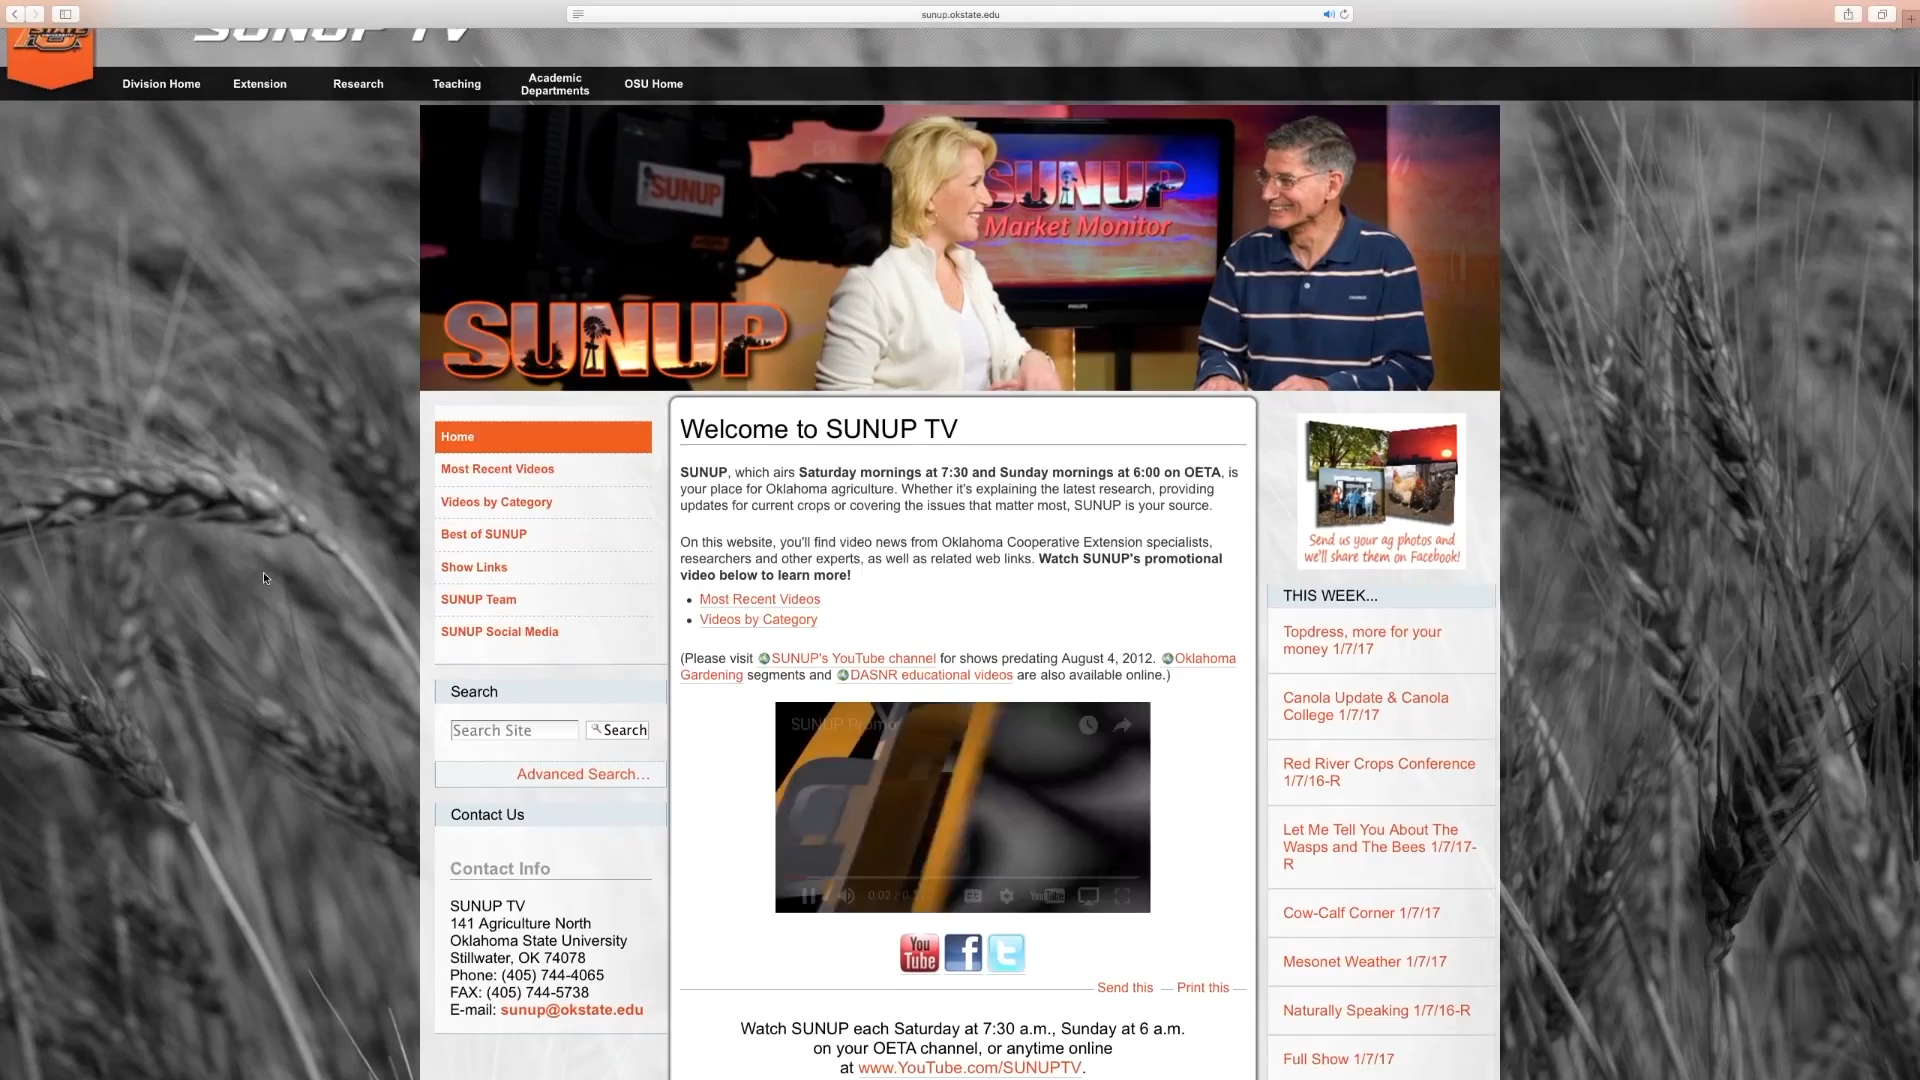 sunup.okstate.edu
STATE
SUNUP TV
Division Home
Extension
Research
Teaching
Academic
Departments
OSU Home
SUNUP
SUNUP
Market Monitor
PHILIPS
SUNUP
Home
Most Recent Videos
Videos by Category
Best of SUNUP
Show Links
SUNUP Team
SUNUP Social Media
Search
Search Site
Search
Advanced Search…
Contact Us
Contact Info
SUNUP TV
141 Agriculture North
Oklahoma State University
Stillwater, OK 74078
Phone: (405) 744-4065
FAX: (405) 744-5738
E-mail: sunup@okstate.edu
Welcome to SUNUP TV
SUNUP, which airs Saturday mornings at 7:30 and Sunday mornings at 6:00 on OETA, is
your place for Oklahoma agriculture. Whether it's explaining the latest research, providing
updates for current crops or covering the issues that matter most, SUNUP is your source.
On this website, you'll find video news from Oklahoma Cooperative Extension specialists,
researchers and other experts, as well as related web links. Watch SUNUP's promotional
video below to learn more!
Most Recent Videos
Videos by Category
(Please visit SUNUP's YouTube channel for shows predating August 4, 2012. Oklahoma
Gardening segments and DASNR educational videos are also available online.)
SUNUP Promo
0:02 /
YouTube
You
Tube
Send this
Print this
Watch SUNUP each Saturday at 7:30 a.m., Sunday at 6 a.m.
on your OETA channel, or anytime online
at www.YouTube.com/SUNUPTV.
Send us your ag photos and
we'll share them on Facebook!
THIS WEEK...
Topdress, more for your
money 1/7/17
Canola Update & Canola
College 1/7/17
Red River Crops Conference
1/7/16-R
Let Me Tell You About The
Wasps and The Bees 1/7/17-
R
Cow-Calf Corner 1/7/17
Mesonet Weather 1/7/17
Naturally Speaking 1/7/16-R
Full Show 1/7/17